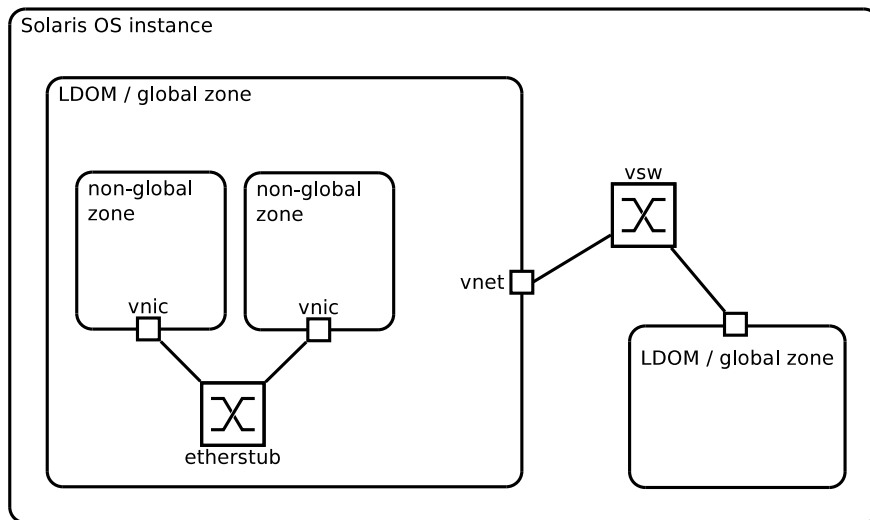 Solaris OS instance
LDOM / global zone
non-global
zone
non-global
zone
vnic
vnic
etherstub
vnet
vsw
LDOM / global zone